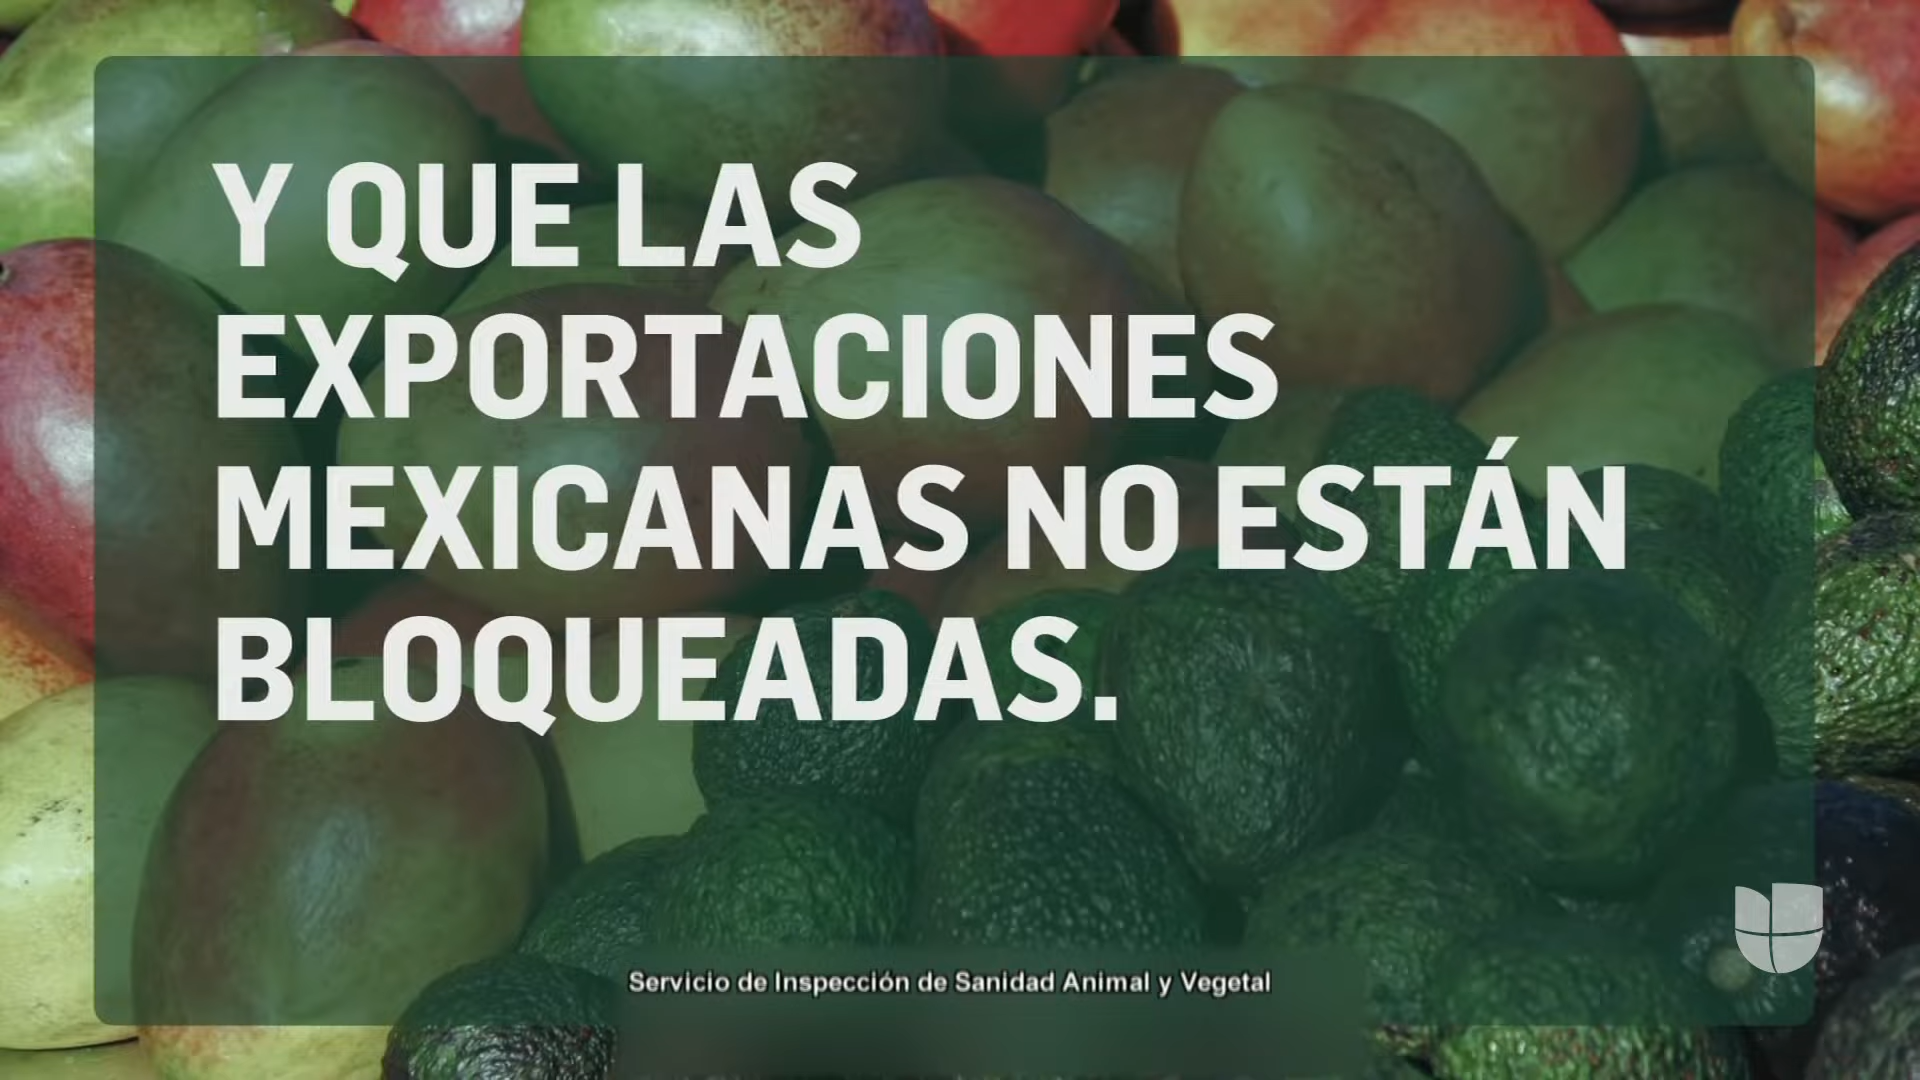 Y QUE LAS
EXPORTACIONES
MEXICANAS NO ESTÁN
BLOQUEADAS.
Servicio de Inspección de Sanidad Animal y Vegetal